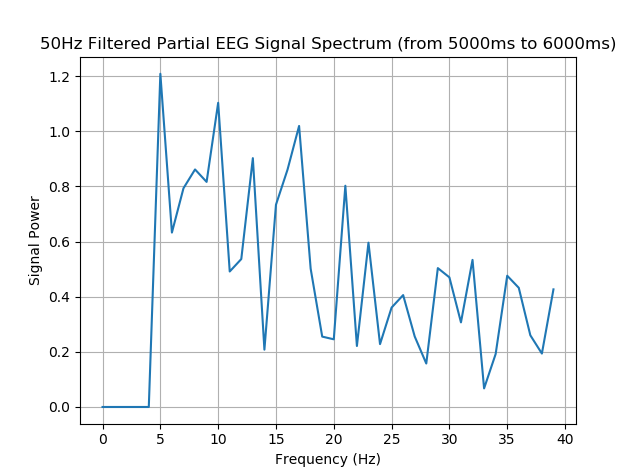 50Hz Filtered Partial EEG Signal Spectrum (from 5000ms to 6000ms)
1.2
1.0
0.8
0.6
0.4
0.2
0.0
Signal Power
0 5 10 15 20 25 30 35 40
Frequency (Hz)